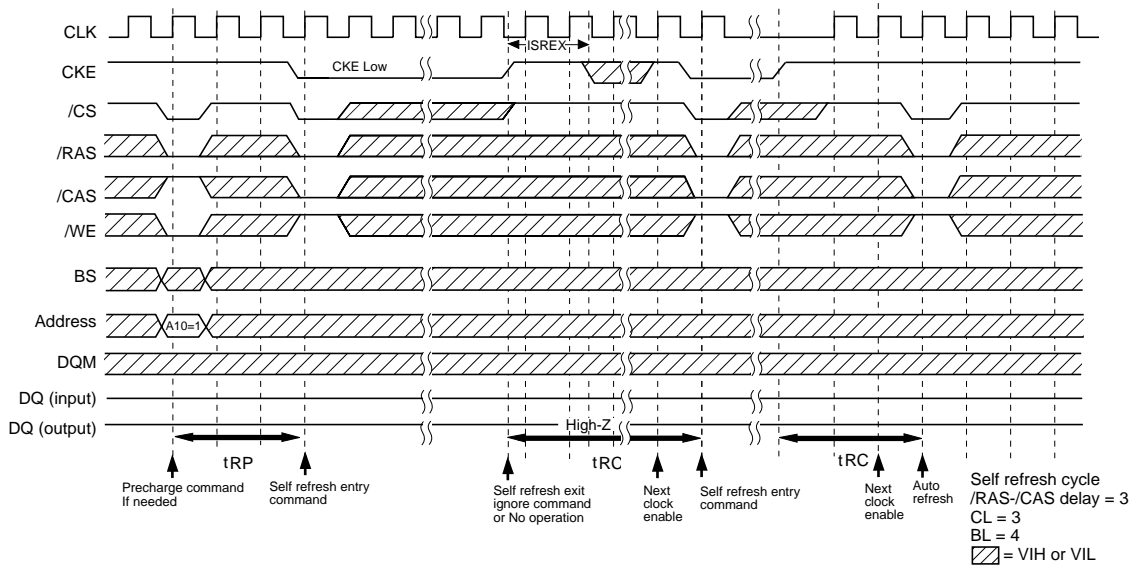 CLK
ISREX
CKE
CKE Low
/CS
/RAS
/CAS
/WE
BS
Address
A10=1
DQM
DQ (input)
DQ (output)
High-Z
tRP
tRC
tRC
Precharge command
If needed
Self refresh entry
command
Self refresh exit
ignore command
or No operation
Next
clock
enable
Self refresh entry
command
Next
clock
enable
Auto
refresh
Self refresh cycle
/RAS-/CAS delay = 3
CL = 3
BL = 4
= VIH or VIL